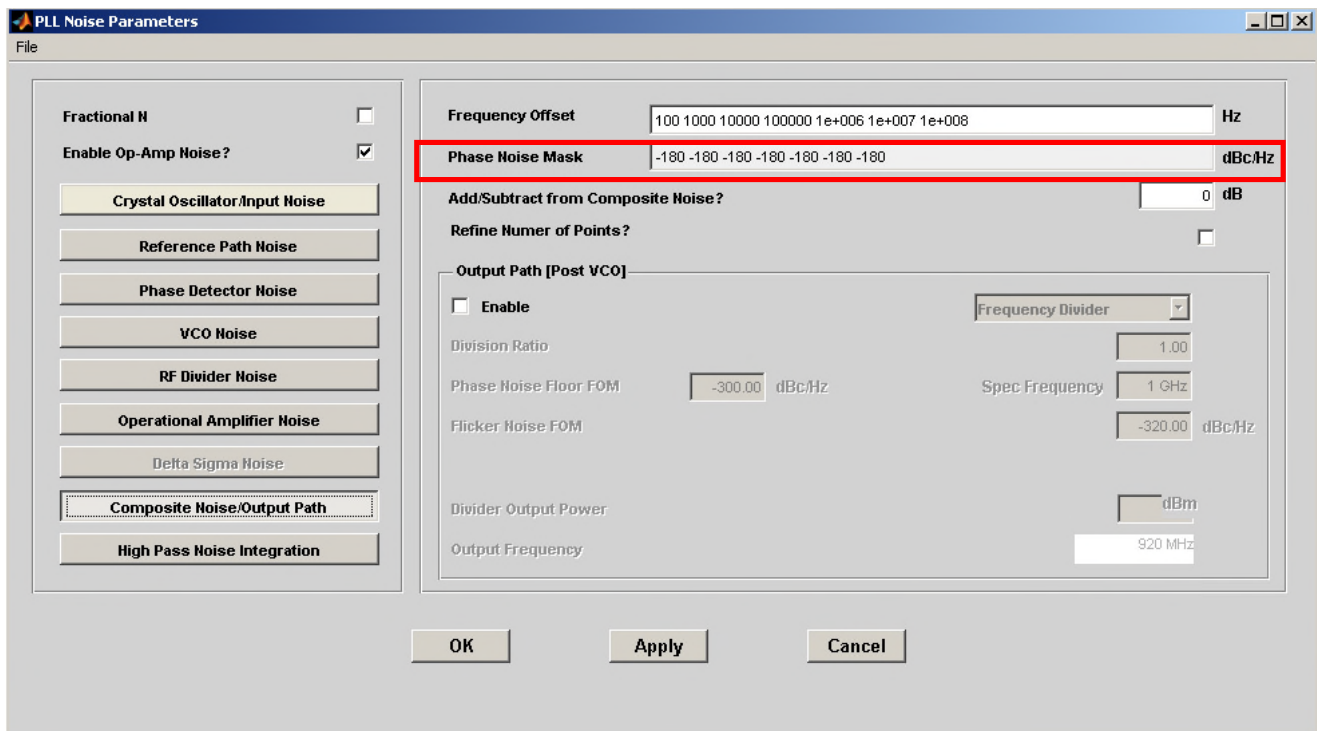 PLL Noise Parameters
File
Fractional N
Enable Op-Amp Noise?
Crystal Oscillator/Input Noise
Reference Path Noise
Phase Detector Noise
VCO Noise
RF Divider Noise
Operational Amplifier Noise
Delta Sigma Noise
Composite Noise/Output Path
High Pass Noise Integration
Frequency Offset 100 1000 10000 100000 1e+006 1e+007 1e+008 Hz
Phase Noise Mask -180 -180 -180 -180 -180 -180 -180 dBc/Hz
Add/Subtract from Composite Noise? 0 dB
Refine Numer of Points?
Output Path [Post VCO]
Enable Frequency Divider
Division Ratio 1.00
Phase Noise Floor FOM -300.00 dBc/Hz Spec Frequency 1 GHz
Flicker Noise FOM -320.00 dBc/Hz
Divider Output Power dBm
Output Frequency 920 MHz
OK Apply Cancel